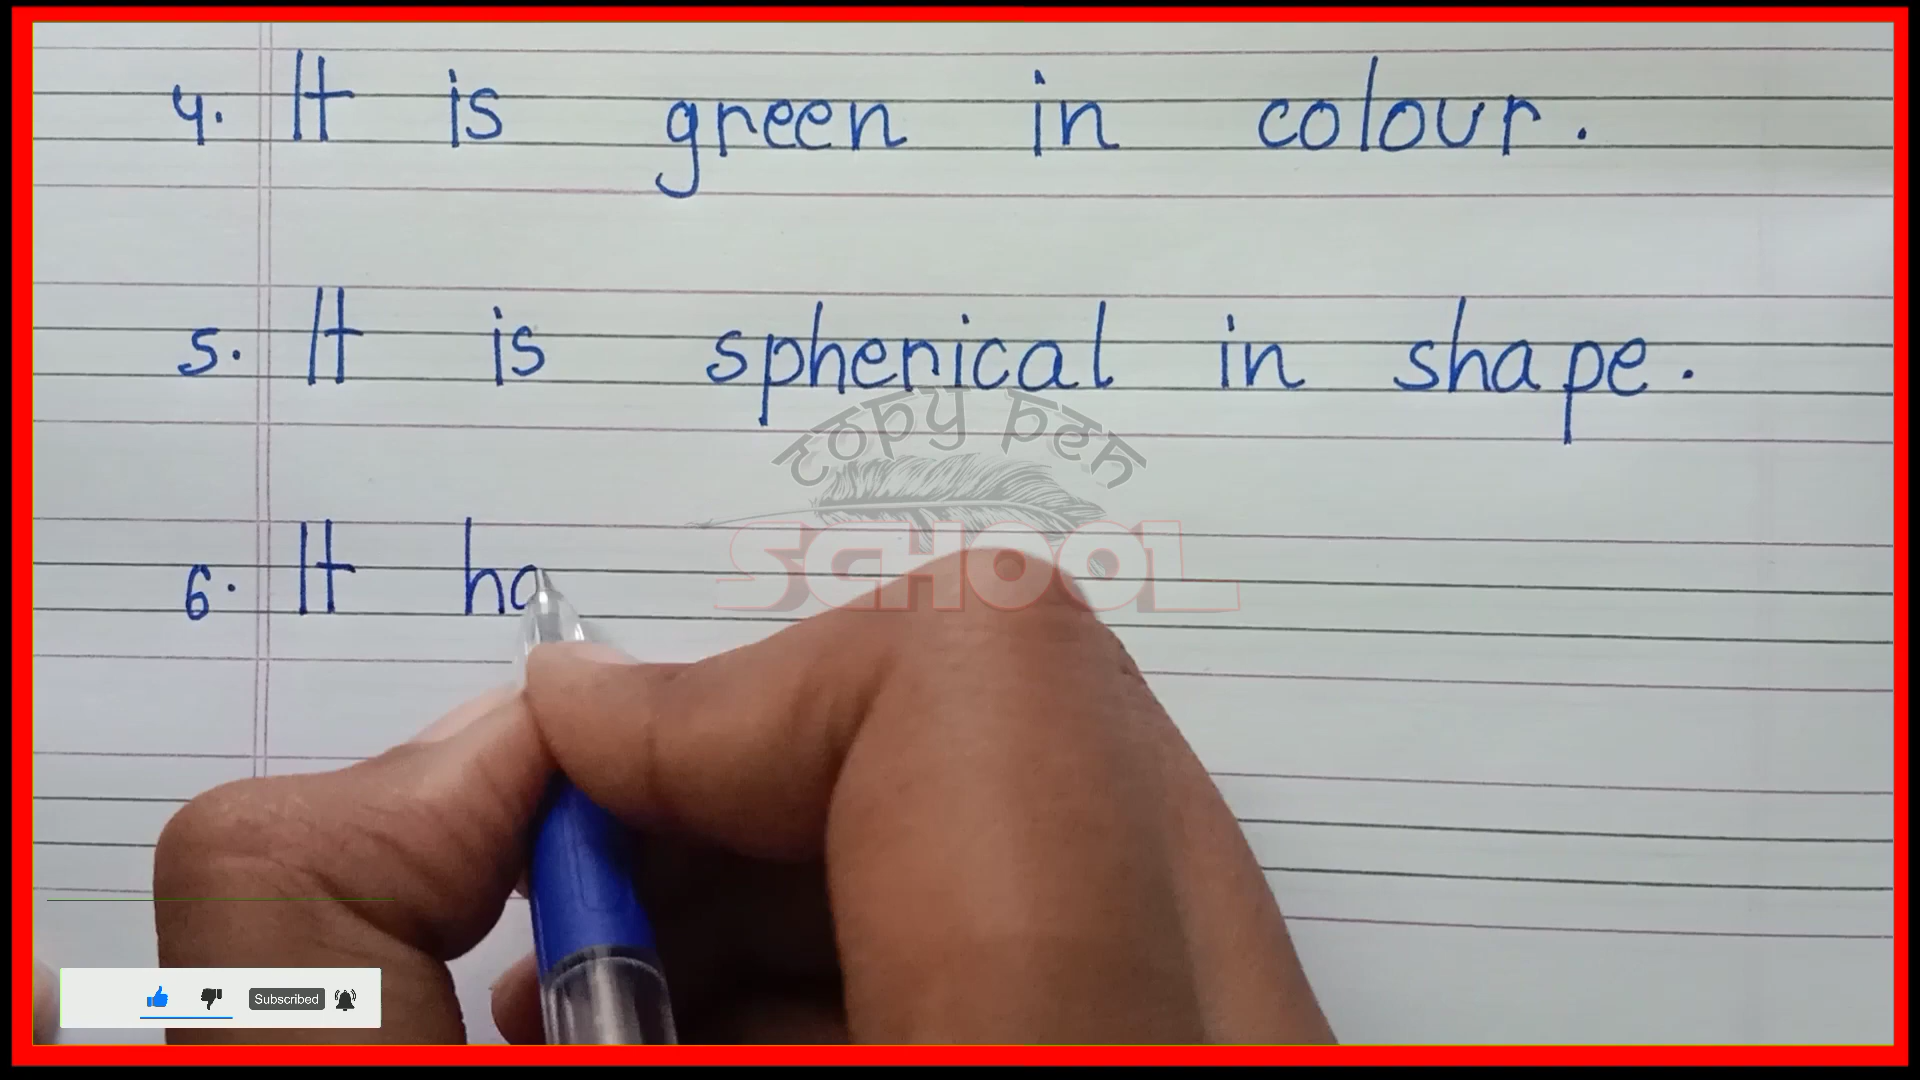 4. It is green in colour.
5. It is spherical in shape.
copy pen
SCHOOL
6. It ha
Subscribed